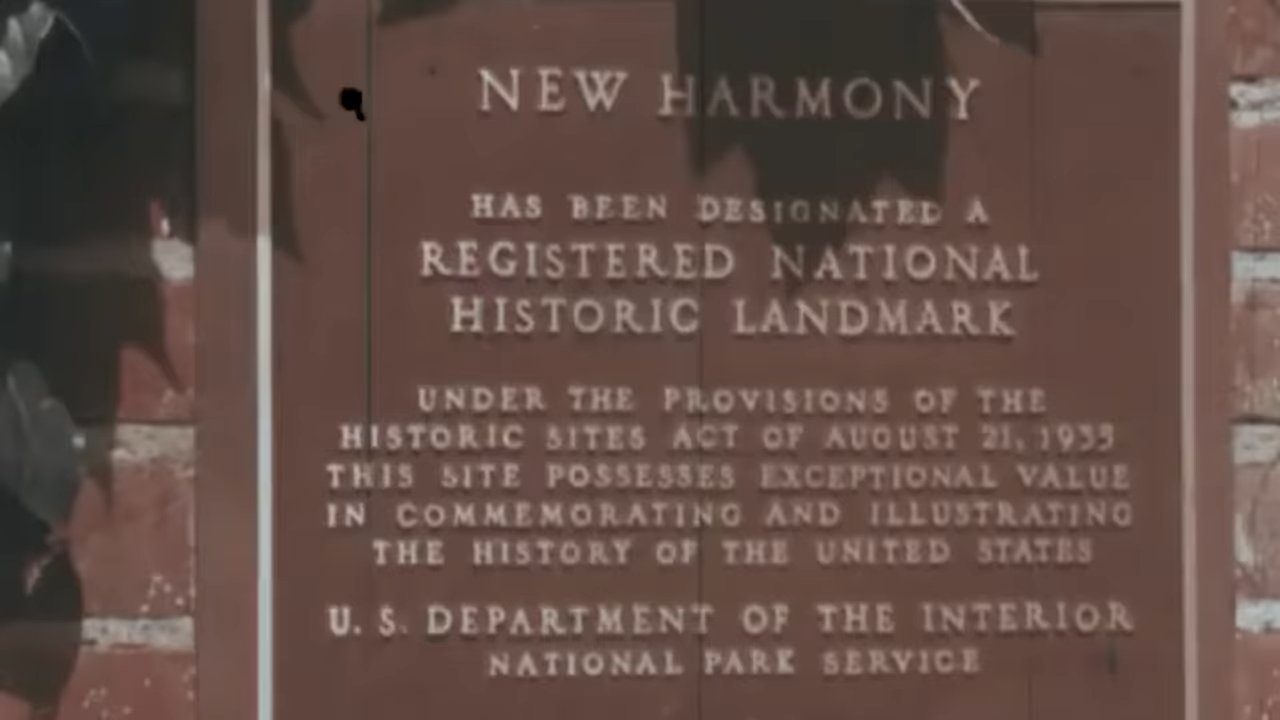 NEW HARMONY
HAS BEEN DESIGNATED A
REGISTERED NATIONAL
HISTORIC LANDMARK
UNDER THE PROVISIONS OF THE
HISTORIC SITES ACT OF AUGUST 21, 1935
THIS SITE POSSESSES EXCEPTIONAL VALUE
IN COMMEMORATING AND ILLUSTRATING
THE HISTORY OF THE UNITED STATES
U. S. DEPARTMENT OF THE INTERIOR
NATIONAL PARK SERVICE